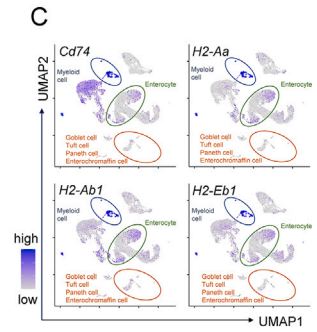 C
Cd74
Myeloid
cell
Enterocyte
Goblet cell
Tuft cell
Paneth cell
Enterochromaffin cell
H2-Aa
Myeloid
cell
Enterocyte
Goblet cell
Tuft cell
Paneth cell
Enterochromaffin cell
H2-Ab1
Myeloid
cell
Enterocyte
Goblet cell
Tuft cell
Paneth cell
Enterochromaffin cell
H2-Eb1
Myeloid
cell
Enterocyte
Goblet cell
Tuft cell
Paneth cell
Enterochromaffin cell
UMAP2
high
low
UMAP1